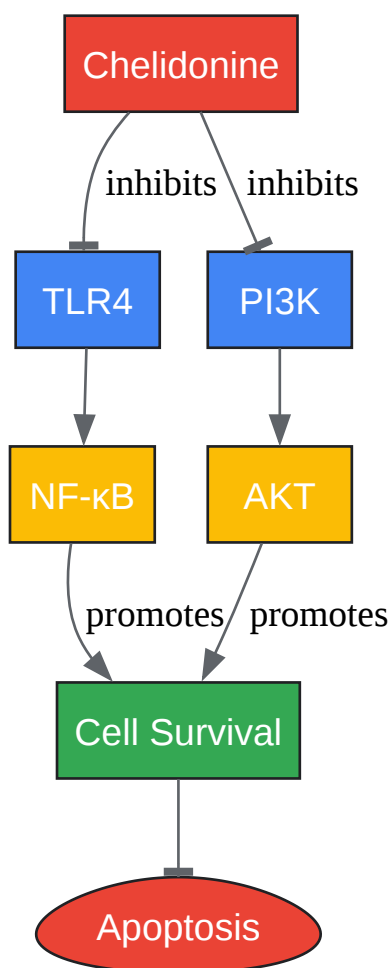 Chelidonine
inhibits inhibits
TLR4 PI3K
NF-κB AKT
promotes promotes
Cell Survival
Apoptosis